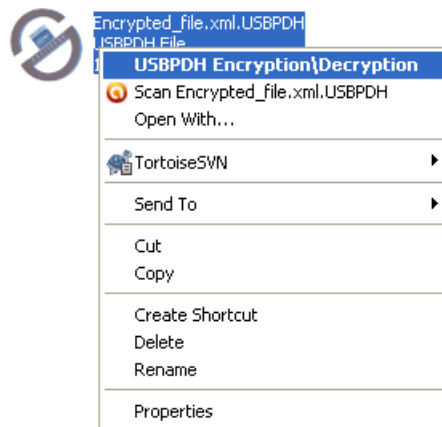 Encrypted_file.xml.USBPDH
USBPDH File
1
USBPDH Encryption\Decryption
Scan Encrypted_file.xml.USBPDH
Open With...
TortoiseSVN
Send To
Cut
Copy
Create Shortcut
Delete
Rename
Properties